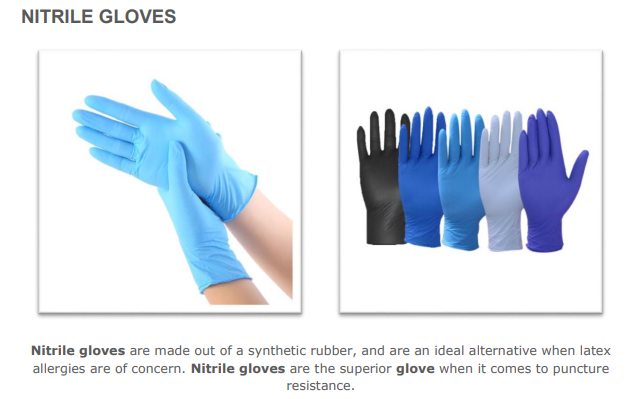 NITRILE GLOVES
Nitrile gloves are made out of a synthetic rubber, and are an ideal alternative when latex
allergies are of concern. Nitrile gloves are the superior glove when it comes to puncture
resistance.